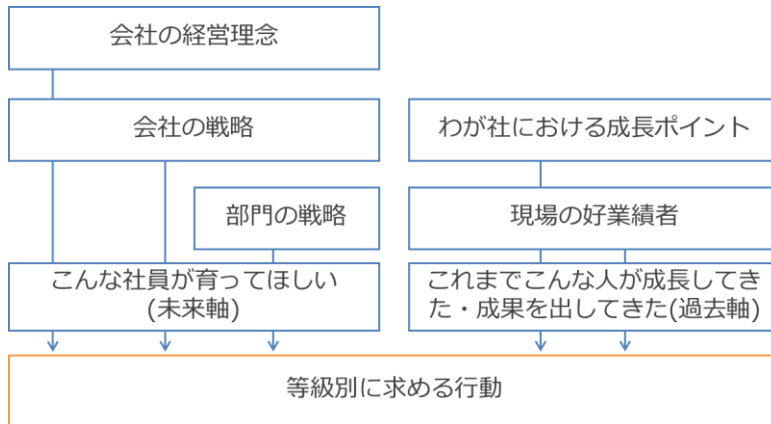 会社の経営理念
会社の戦略
わが社における成長ポイント
部門の戦略
現場の好業績者
こんな社員が育ってほしい
(未来軸)
これまでこんな人が成長してき
た・成果を出してきた(過去軸)
等級別に求める行動